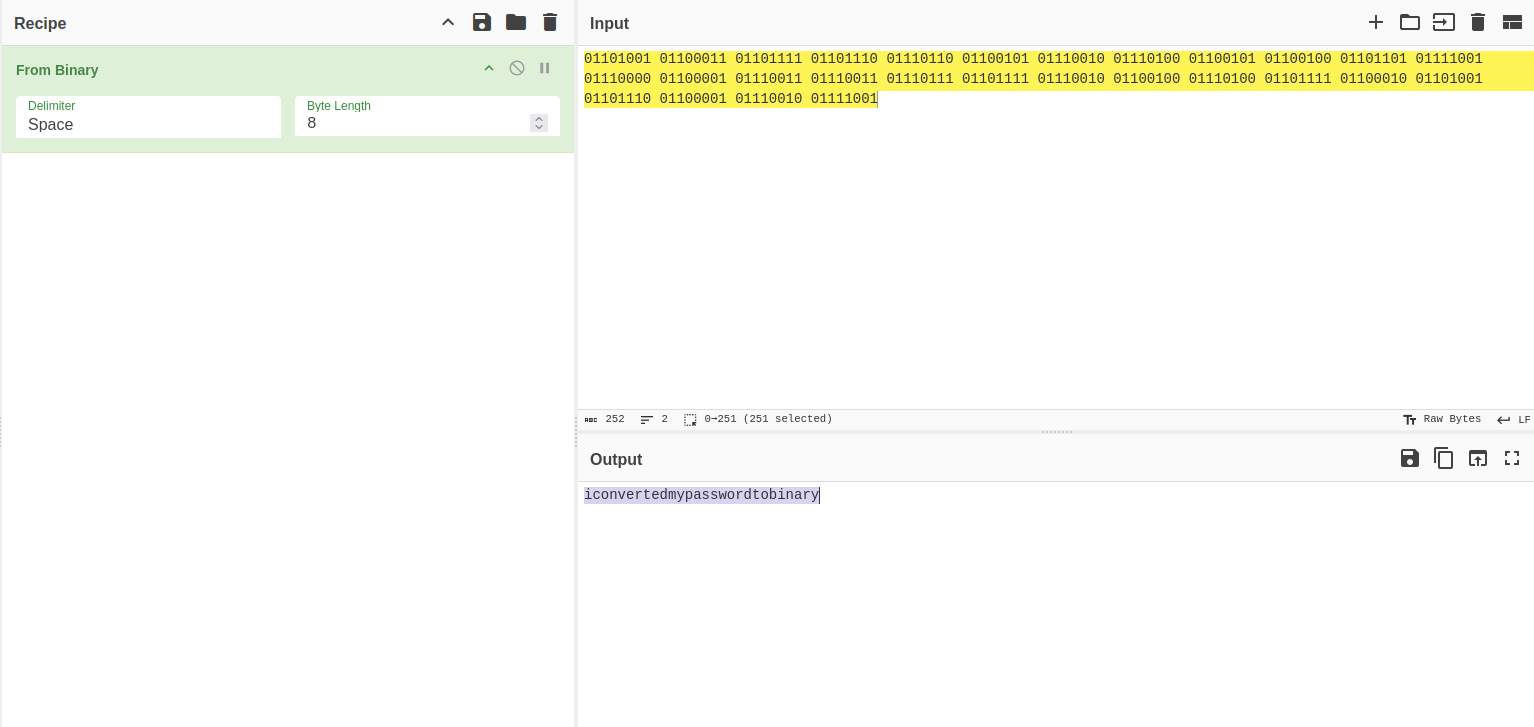 Recipe
From Binary
Delimiter
Space
Byte Length
8
Input
01101001 01100011 01101111 01101110 01110110 01100101 01110010 01110100 01100101 01100100 01101101 01111001
01110000 01100001 01110011 01110011 01110111 01101111 01110010 01100100 01110100 01101111 01100010 01101001
01101110 01100001 01110010 01111001
ABC 252 2 0→251 (251 selected) Raw Bytes LF
Output
iconvertedmypasswordtobinary